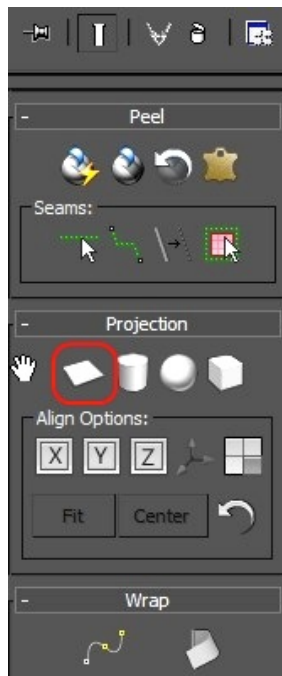 - Peel
Seams:
- Projection
Align Options:
X Y Z
Fit Center
- Wrap